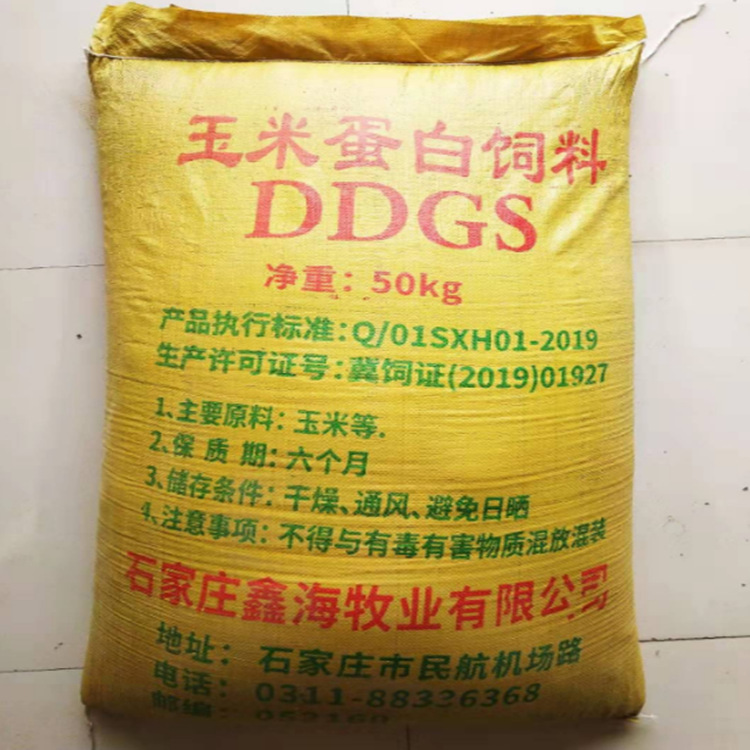 玉米蛋白饲料
DDGS
净重：50kg
产品执行标准：Q/01SXH01-2019
生产许可证号：冀饲证(2019)01927
1、主要原料：玉米等.
2、保 质 期：六个月
3、储存条件：干燥、通风、避免日晒
4、注意事项：不得与有毒有害物质混放混装
石家庄鑫海牧业有限公司
地址：石家庄市民航机场路
电话：0311-88336368
邮编：